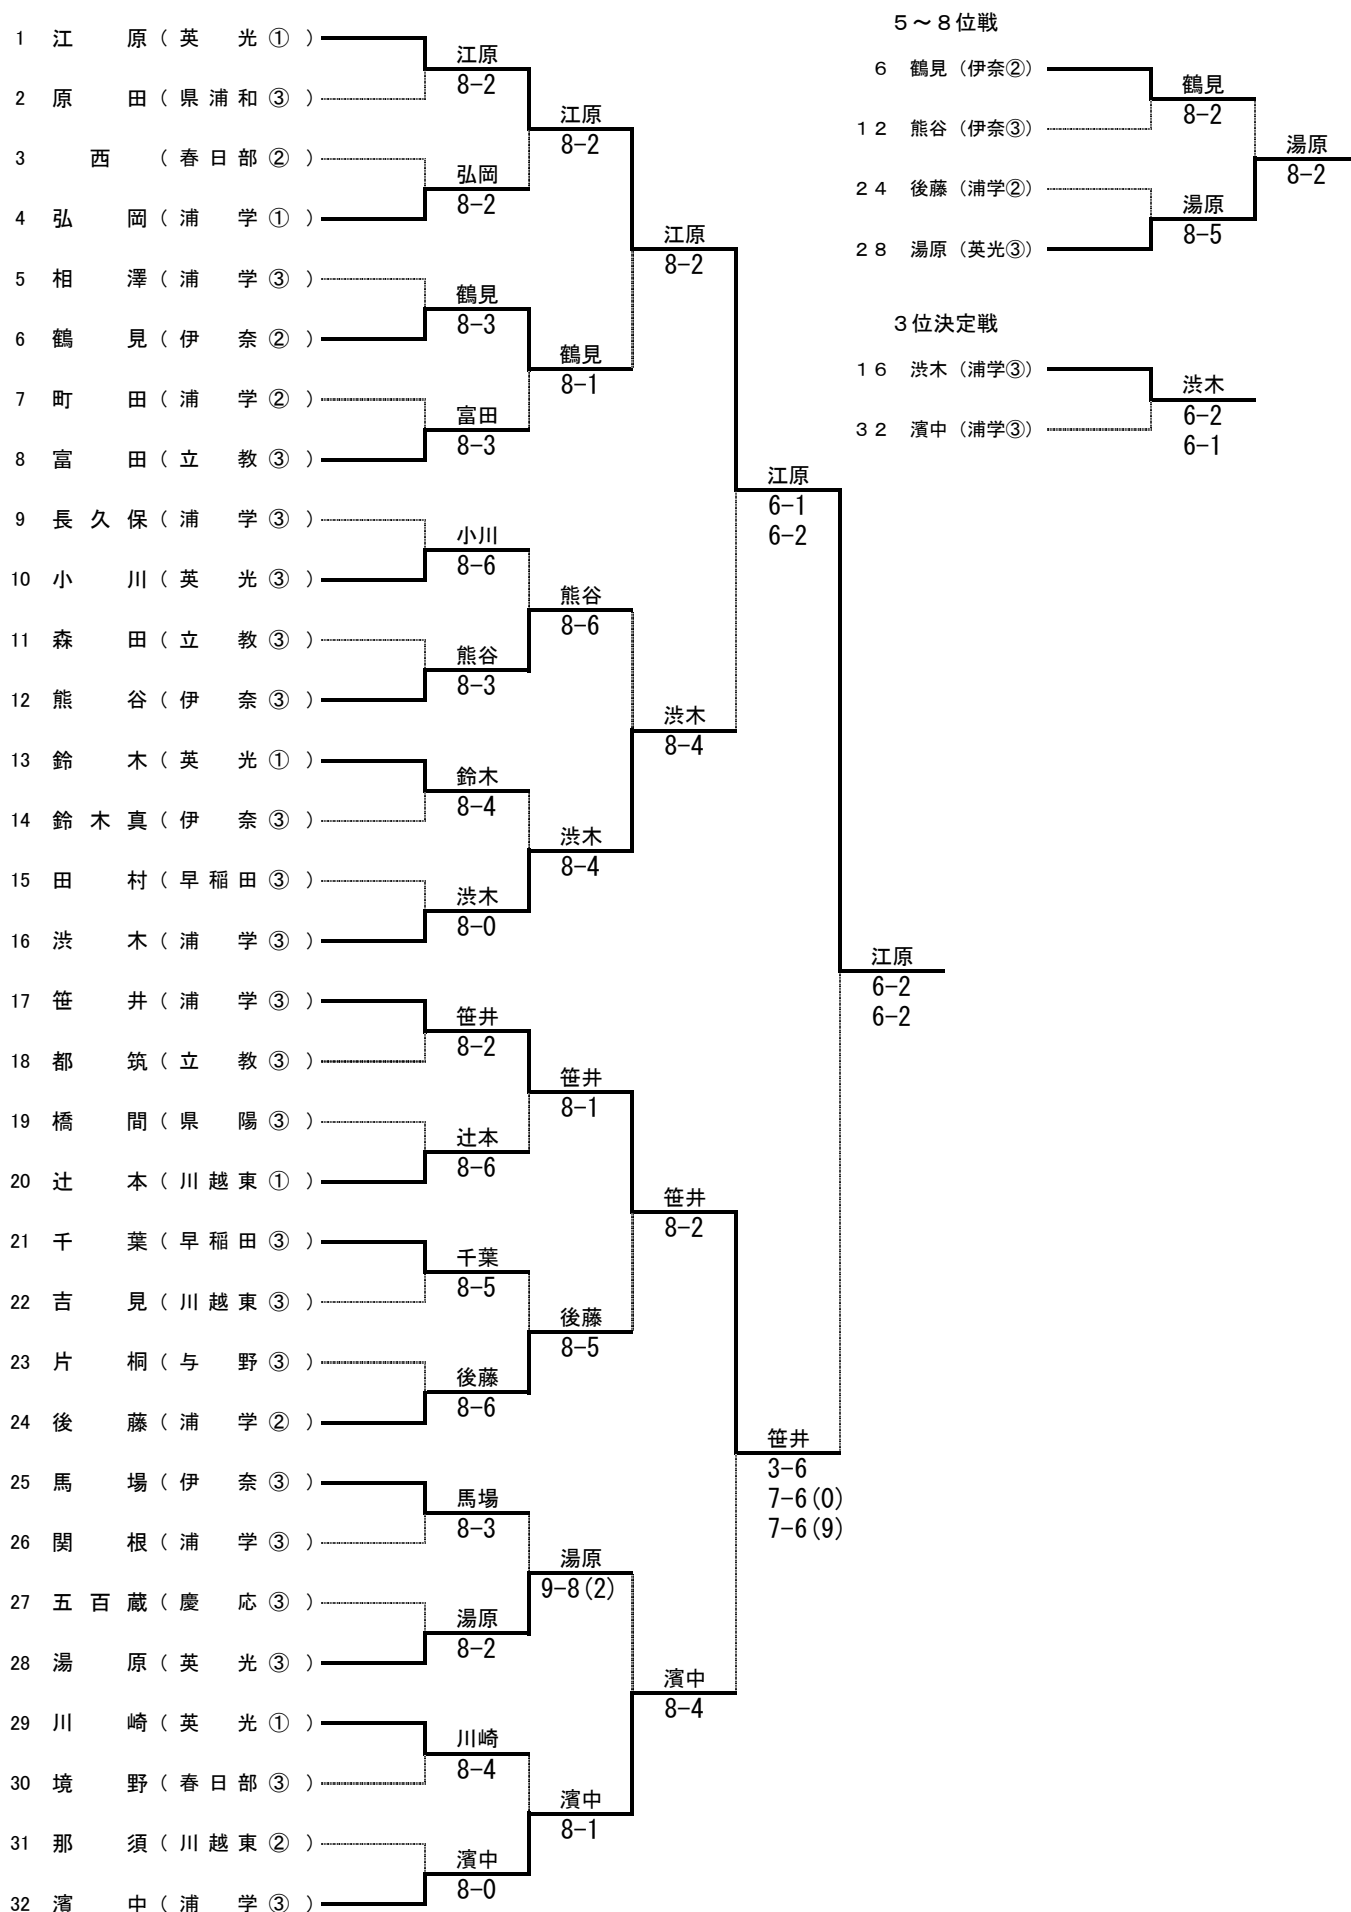 1 江原（英光①）
2 原田（県浦和③）
3 西（春日部②）
4 弘岡（浦学①）
5 相澤（浦学③）
6 鶴見（伊奈②）
7 町田（浦学②）
8 富田（立教③）
9 長久保（浦学③）
10 小川（英光③）
11 森田（立教③）
12 熊谷（伊奈③）
13 鈴木（英光①）
14 鈴木真（伊奈③）
15 田村（早稲田③）
16 渋木（浦学③）
17 笹井（浦学③）
18 都筑（立教③）
19 橋間（県陽③）
20 辻本（川越東①）
21 千葉（早稲田③）
22 吉見（川越東③）
23 片桐（与野③）
24 後藤（浦学②）
25 馬場（伊奈③）
26 関根（浦学③）
27 五百蔵（慶応③）
28 湯原（英光③）
29 川崎（英光①）
30 境野（春日部③）
31 那須（川越東②）
32 濱中（浦学③）
江原
8-2
弘岡
8-2
鶴見
8-3
富田
8-3
小川
8-6
熊谷
8-3
鈴木
8-4
渋木
8-0
笹井
8-2
辻本
8-6
千葉
8-5
後藤
8-6
馬場
8-3
湯原
8-2
川崎
8-4
濱中
8-0
江原
8-2
鶴見
8-1
熊谷
8-6
渋木
8-4
笹井
8-1
後藤
8-5
湯原
9-8(2)
濱中
8-1
江原
8-2
渋木
8-4
笹井
8-2
濱中
8-4
江原
6-1
6-2
笹井
3-6
7-6(0)
7-6(9)
江原
6-2
6-2
５～８位戦
６ 鶴見（伊奈②）
１２ 熊谷（伊奈③）
２４ 後藤（浦学②）
２８ 湯原（英光③）
鶴見
8-2
湯原
8-5
湯原
8-2
３位決定戦
１６ 渋木（浦学③）
３２ 濱中（浦学③）
渋木
6-2
6-1